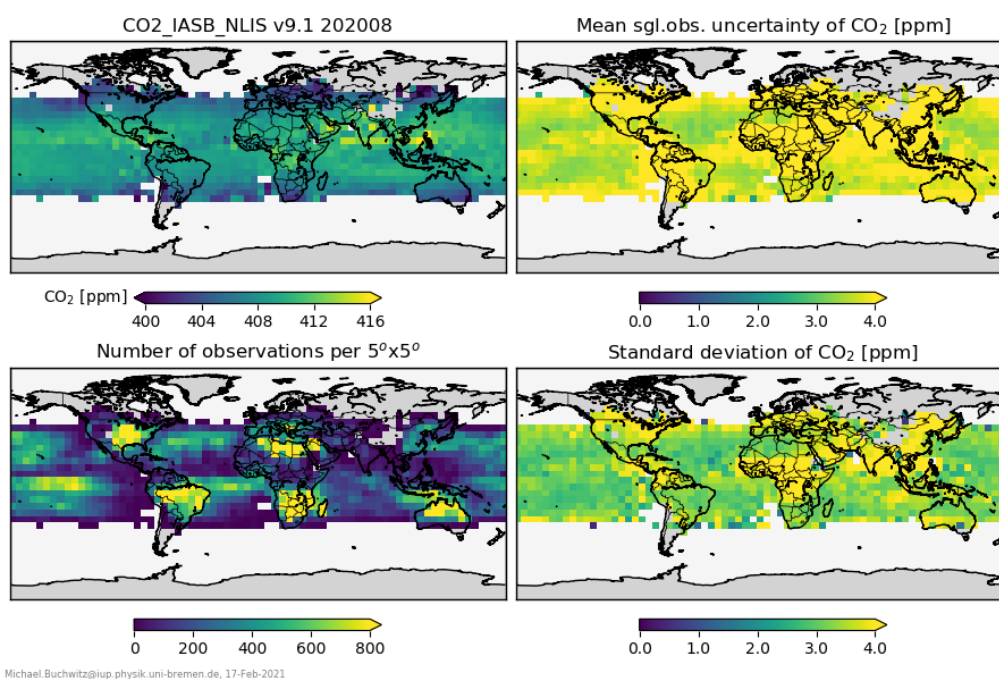 CO2_IASB_NLIS v9.1 202008
Mean sgl.obs. uncertainty of CO₂ [ppm]
CO₂ [ppm]
400 404 408 412 416
0.0 1.0 2.0 3.0 4.0
Number of observations per 5°x5°
Standard deviation of CO₂ [ppm]
0 200 400 600 800
0.0 1.0 2.0 3.0 4.0
Michael.Buchwitz@iup.physik.uni-bremen.de, 17-Feb-2021